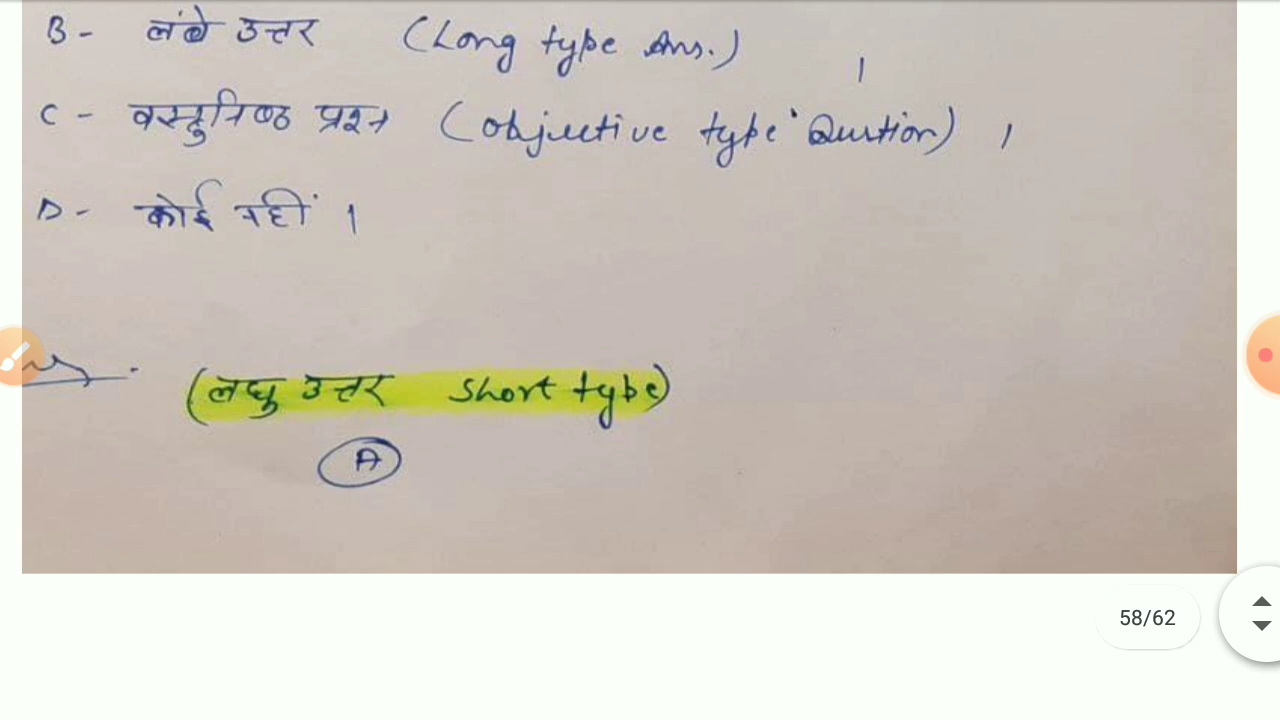 B- लंबे उत्तर (Long type Ans.) ।
C- वस्तुनिष्ठ प्रश्न (objective type Question) ।
D- कोई नहीं ।
(लघु उत्तर short type)
A
58/62